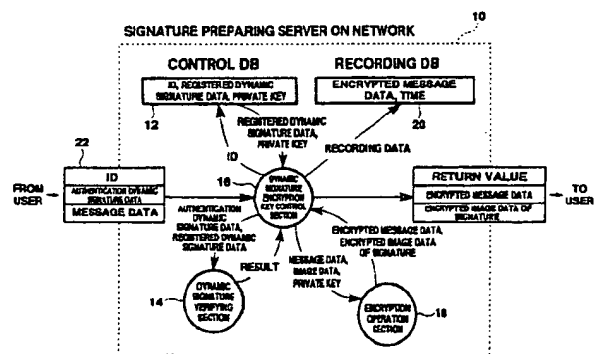 SIGNATURE PREPARING SERVER ON NETWORK
10
CONTROL DB
RECORDING DB
ID, REGISTERED DYNAMIC
SIGNATURE DATA, PRIVATE KEY
ENCRYPTED MESSAGE
DATA, TIME
12
20
REGISTERED DYNAMIC
SIGNATURE DATA,
PRIVATE KEY
ID
RECORDING DATA
22
ID
AUTHENTICATION DYNAMIC
SIGNATURE DATA
MESSAGE DATA
FROM
USER
16
DYNAMIC
SIGNATURE
ENCRYPTION
KEY CONTROL
SECTION
RETURN VALUE
ENCRYPTED MESSAGE DATA
ENCRYPTED IMAGE DATA OF
SIGNATURE
TO
USER
AUTHENTICATION
DYNAMIC
SIGNATURE DATA,
REGISTERED DYNAMIC
SIGNATURE DATA
RESULT
ENCRYPTED MESSAGE DATA,
ENCRYPTED IMAGE DATA
OF SIGNATURE
MESSAGE DATA,
IMAGE DATA,
PRIVATE KEY
14
DYNAMIC
SIGNATURE
VERIFYING
SECTION
ENCRYPTION
OPERATION
SECTION
18